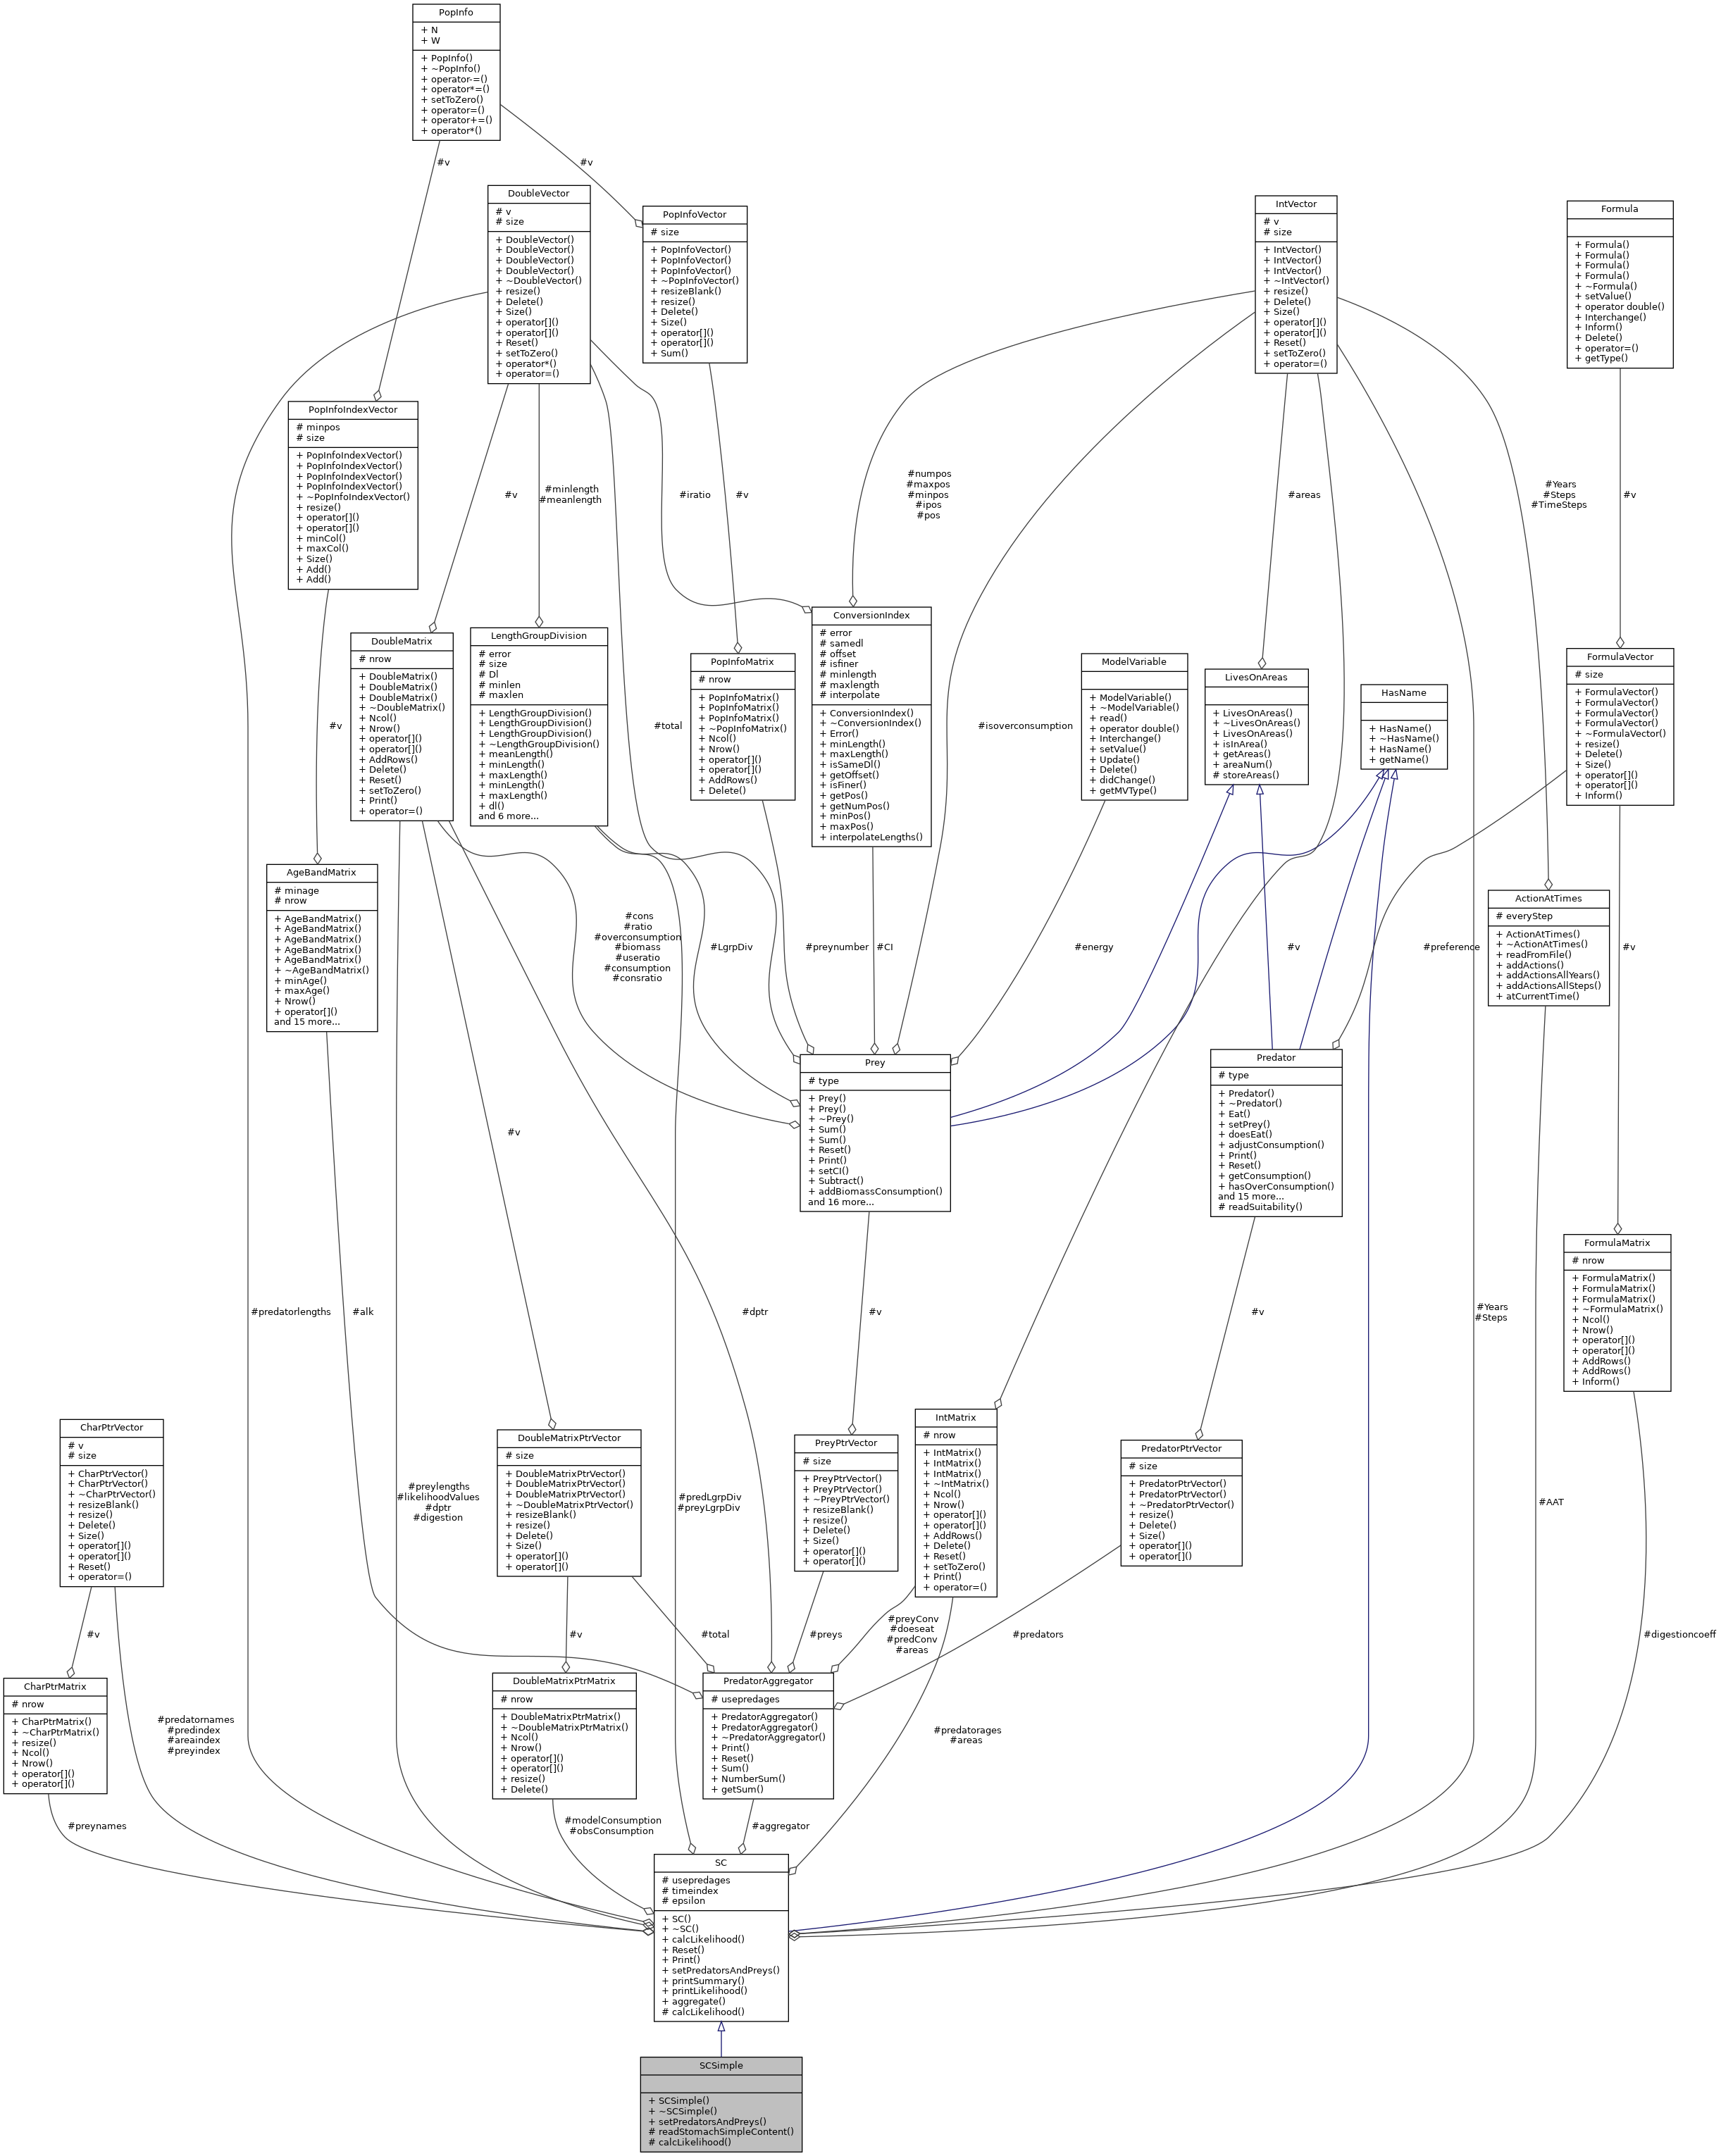 PopInfo
+ N
+ W
+ PopInfo()
+ ~PopInfo()
+ operator-=()
+ operator*=()
+ setToZero()
+ operator=()
+ operator+=()
+ operator*()
#v
#v
DoubleVector
# v
# size
+ DoubleVector()
+ DoubleVector()
+ DoubleVector()
+ DoubleVector()
+ ~DoubleVector()
+ resize()
+ Delete()
+ Size()
+ operator[]()
+ operator[]()
+ Reset()
+ setToZero()
+ operator*()
+ operator=()
PopInfoVector
# size
+ PopInfoVector()
+ PopInfoVector()
+ PopInfoVector()
+ ~PopInfoVector()
+ resizeBlank()
+ resize()
+ Delete()
+ Size()
+ operator[]()
+ operator[]()
+ Sum()
IntVector
# v
# size
+ IntVector()
+ IntVector()
+ IntVector()
+ ~IntVector()
+ resize()
+ Delete()
+ Size()
+ operator[]()
+ operator[]()
+ Reset()
+ setToZero()
+ operator=()
Formula
+ Formula()
+ Formula()
+ Formula()
+ Formula()
+ ~Formula()
+ setValue()
+ operator double()
+ Interchange()
+ Inform()
+ Delete()
+ operator=()
+ getType()
PopInfoIndexVector
# minpos
# size
+ PopInfoIndexVector()
+ PopInfoIndexVector()
+ PopInfoIndexVector()
+ PopInfoIndexVector()
+ ~PopInfoIndexVector()
+ resize()
+ operator[]()
+ operator[]()
+ minCol()
+ maxCol()
+ Size()
+ Add()
+ Add()
#v
#minlength
#meanlength
#iratio
#v
#numpos
#maxpos
#minpos
#ipos
#pos
#areas
#Years
#Steps
#TimeSteps
#v
DoubleMatrix
# nrow
+ DoubleMatrix()
+ DoubleMatrix()
+ DoubleMatrix()
+ ~DoubleMatrix()
+ Ncol()
+ Nrow()
+ operator[]()
+ operator[]()
+ AddRows()
+ Delete()
+ Reset()
+ setToZero()
+ Print()
+ operator=()
LengthGroupDivision
# error
# size
# Dl
# minlen
# maxlen
+ LengthGroupDivision()
+ LengthGroupDivision()
+ LengthGroupDivision()
+ ~LengthGroupDivision()
+ meanLength()
+ minLength()
+ maxLength()
+ minLength()
+ maxLength()
+ dl()
and 6 more...
PopInfoMatrix
# nrow
+ PopInfoMatrix()
+ PopInfoMatrix()
+ PopInfoMatrix()
+ ~PopInfoMatrix()
+ Ncol()
+ Nrow()
+ operator[]()
+ operator[]()
+ AddRows()
+ Delete()
ConversionIndex
# error
# samedl
# offset
# isfiner
# minlength
# maxlength
# interpolate
+ ConversionIndex()
+ ~ConversionIndex()
+ Error()
+ minLength()
+ maxLength()
+ isSameDl()
+ getOffset()
+ isFiner()
+ getPos()
+ getNumPos()
+ minPos()
+ maxPos()
+ interpolateLengths()
ModelVariable
+ ModelVariable()
+ ~ModelVariable()
+ read()
+ operator double()
+ Interchange()
+ setValue()
+ Update()
+ Delete()
+ didChange()
+ getMVType()
LivesOnAreas
+ LivesOnAreas()
+ ~LivesOnAreas()
+ LivesOnAreas()
+ isInArea()
+ getAreas()
+ areaNum()
# storeAreas()
HasName
+ HasName()
+ ~HasName()
+ HasName()
+ getName()
FormulaVector
# size
+ FormulaVector()
+ FormulaVector()
+ FormulaVector()
+ FormulaVector()
+ ~FormulaVector()
+ resize()
+ Delete()
+ Size()
+ operator[]()
+ operator[]()
+ Inform()
#v
#total
#isoverconsumption
AgeBandMatrix
# minage
# nrow
+ AgeBandMatrix()
+ AgeBandMatrix()
+ AgeBandMatrix()
+ AgeBandMatrix()
+ AgeBandMatrix()
+ ~AgeBandMatrix()
+ minAge()
+ maxAge()
+ Nrow()
+ operator[]()
and 15 more...
#cons
#ratio
#overconsumption
#biomass
#useratio
#consumption
#consratio
#LgrpDiv
#preynumber
#CI
#energy
#v
#preference
ActionAtTimes
# everyStep
+ ActionAtTimes()
+ ~ActionAtTimes()
+ readFromFile()
+ addActions()
+ addActionsAllYears()
+ addActionsAllSteps()
+ atCurrentTime()
#v
Prey
# type
+ Prey()
+ Prey()
+ ~Prey()
+ Sum()
+ Sum()
+ Reset()
+ Print()
+ setCI()
+ Subtract()
+ addBiomassConsumption()
and 16 more...
Predator
# type
+ Predator()
+ ~Predator()
+ Eat()
+ setPrey()
+ doesEat()
+ adjustConsumption()
+ Print()
+ Reset()
+ getConsumption()
+ hasOverConsumption()
and 15 more...
# readSuitability()
#v
FormulaMatrix
# nrow
+ FormulaMatrix()
+ FormulaMatrix()
+ FormulaMatrix()
+ ~FormulaMatrix()
+ Ncol()
+ Nrow()
+ operator[]()
+ operator[]()
+ AddRows()
+ AddRows()
+ Inform()
#predatorlengths
#alk
#dptr
#v
#v
#Years
#Steps
CharPtrVector
# v
# size
+ CharPtrVector()
+ CharPtrVector()
+ ~CharPtrVector()
+ resizeBlank()
+ resize()
+ Delete()
+ Size()
+ operator[]()
+ operator[]()
+ Reset()
+ operator=()
#preylengths
#likelihoodValues
#dptr
#digestion
DoubleMatrixPtrVector
# size
+ DoubleMatrixPtrVector()
+ DoubleMatrixPtrVector()
+ DoubleMatrixPtrVector()
+ ~DoubleMatrixPtrVector()
+ resizeBlank()
+ resize()
+ Delete()
+ Size()
+ operator[]()
+ operator[]()
#predLgrpDiv
#preyLgrpDiv
PreyPtrVector
# size
+ PreyPtrVector()
+ PreyPtrVector()
+ ~PreyPtrVector()
+ resizeBlank()
+ resize()
+ Delete()
+ Size()
+ operator[]()
+ operator[]()
IntMatrix
# nrow
+ IntMatrix()
+ IntMatrix()
+ IntMatrix()
+ ~IntMatrix()
+ Ncol()
+ Nrow()
+ operator[]()
+ operator[]()
+ AddRows()
+ Delete()
+ Reset()
+ setToZero()
+ Print()
+ operator=()
PredatorPtrVector
# size
+ PredatorPtrVector()
+ PredatorPtrVector()
+ ~PredatorPtrVector()
+ resize()
+ Delete()
+ Size()
+ operator[]()
+ operator[]()
#AAT
#v
#v
#total
#preys
#preyConv
#doeseat
#predConv
#areas
#predators
#digestioncoeff
CharPtrMatrix
# nrow
+ CharPtrMatrix()
+ ~CharPtrMatrix()
+ resize()
+ Ncol()
+ Nrow()
+ operator[]()
+ operator[]()
#predatornames
#predindex
#areaindex
#preyindex
DoubleMatrixPtrMatrix
# nrow
+ DoubleMatrixPtrMatrix()
+ ~DoubleMatrixPtrMatrix()
+ Ncol()
+ Nrow()
+ operator[]()
+ operator[]()
+ resize()
+ Delete()
PredatorAggregator
# usepredages
+ PredatorAggregator()
+ PredatorAggregator()
+ ~PredatorAggregator()
+ Print()
+ Reset()
+ Sum()
+ NumberSum()
+ getSum()
#predatorages
#areas
#preynames
#modelConsumption
#obsConsumption
#aggregator
SC
# usepredages
# timeindex
# epsilon
+ SC()
+ ~SC()
+ calcLikelihood()
+ Reset()
+ Print()
+ setPredatorsAndPreys()
+ printSummary()
+ printLikelihood()
+ aggregate()
# calcLikelihood()
SCSimple
+ SCSimple()
+ ~SCSimple()
+ setPredatorsAndPreys()
# readStomachSimpleContent()
# calcLikelihood()